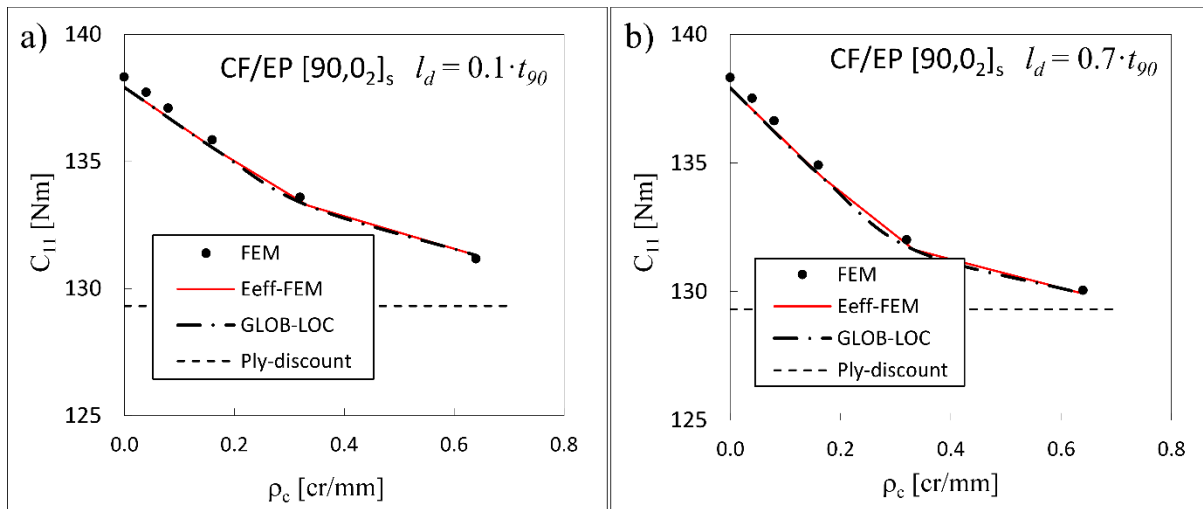 a)
CF/EP [90,0₂]ₛ l_d = 0.1·t₉₀
140
135
130
125
C₁₁ [Nm]
FEM
Eeff-FEM
GLOB-LOC
Ply-discount
0.0 0.2 0.4 0.6 0.8
ρ_c [cr/mm]
b)
CF/EP [90,0₂]ₛ l_d = 0.7·t₉₀
140
135
130
125
C₁₁ [Nm]
FEM
Eeff-FEM
GLOB-LOC
Ply-discount
0.0 0.2 0.4 0.6 0.8
ρ_c [cr/mm]